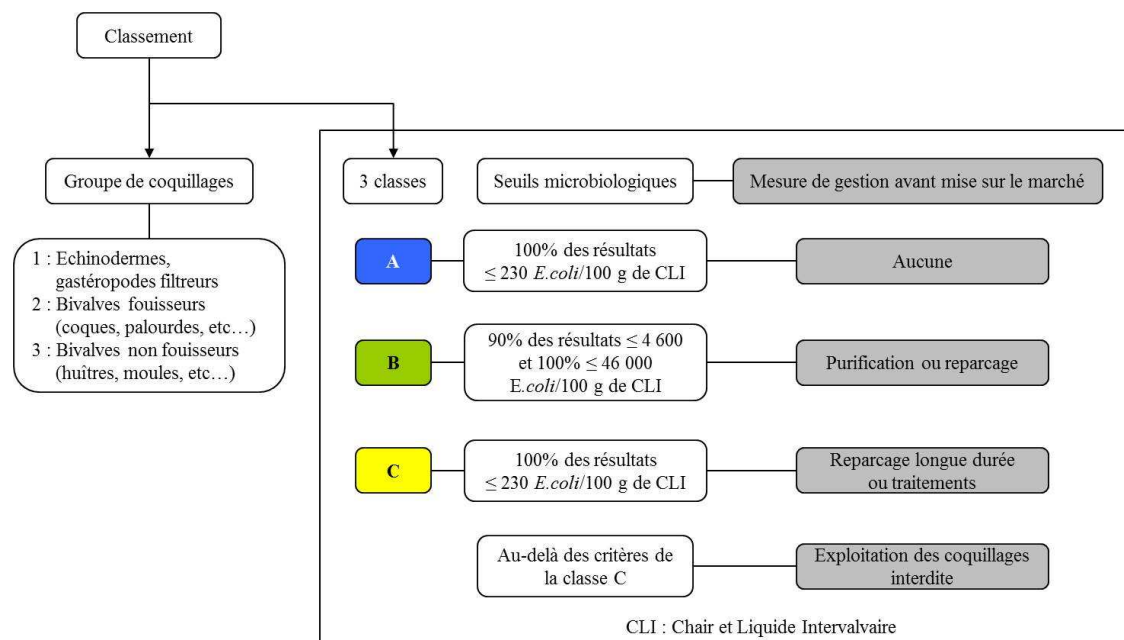 Classement
Groupe de coquillages
3 classes
Seuils microbiologiques
Mesure de gestion avant mise sur le marché
1 : Echinodermes,
gastéropodes filtreurs
2 : Bivalves fouisseurs
(coques, palourdes, etc…)
3 : Bivalves non fouisseurs
(huîtres, moules, etc…)
A
100% des résultats
≤ 230 E.coli/100 g de CLI
Aucune
B
90% des résultats ≤ 4 600
et 100% ≤ 46 000
E.coli/100 g de CLI
Purification ou reparcage
C
100% des résultats
≤ 230 E.coli/100 g de CLI
Reparcage longue durée
ou traitements
Au-delà des critères de
la classe C
Exploitation des coquillages
interdite
CLI : Chair et Liquide Intervalvaire